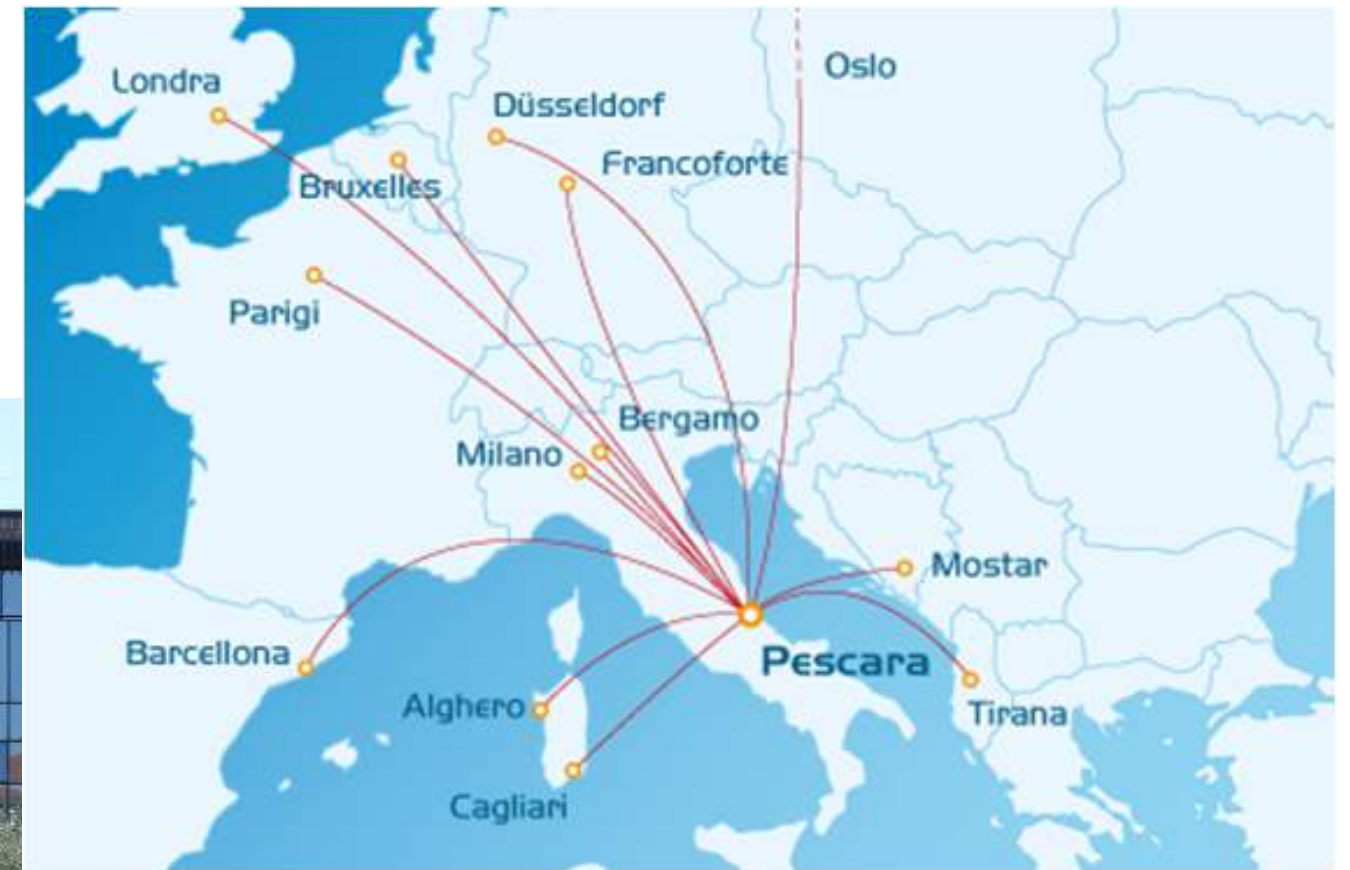 Oslo
Londra
Düsseldorf
Francoforte
Bruxelles
Parigi
Bergamo
Milano
Mostar
Barcellona
Pescara
Alghero
Tirana
Cagliari